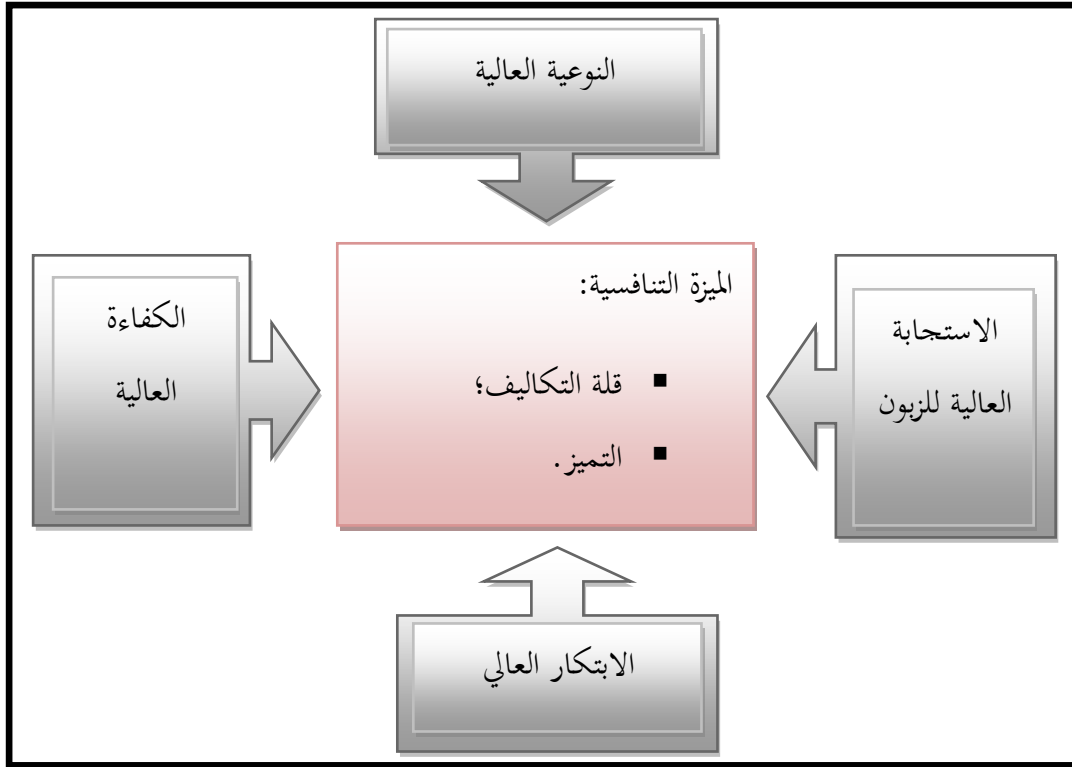 النوعية العالية
الميزة التنافسية:
▪ قلة التكاليف؛
▪ التميز.
الاستجابة
العالية للزبون
الكفاءة
العالية
الابتكار العالي